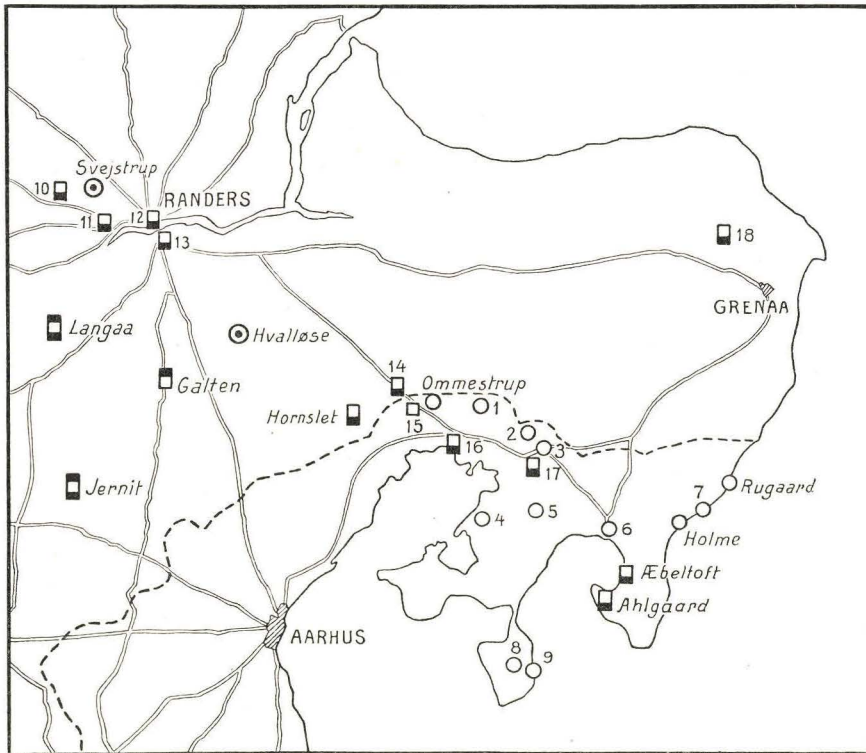 Svejstrup
10
RANDERS
11
12
13
18
GRENAA
Langaa
Hvalløse
Galten
14
Ommestrup
1
Hornslet
15
2
3
16
17
Jernit
Rugaard
7
4
5
6
Holme
Æbeltoft
Ahlgaard
AARHUS
8
9